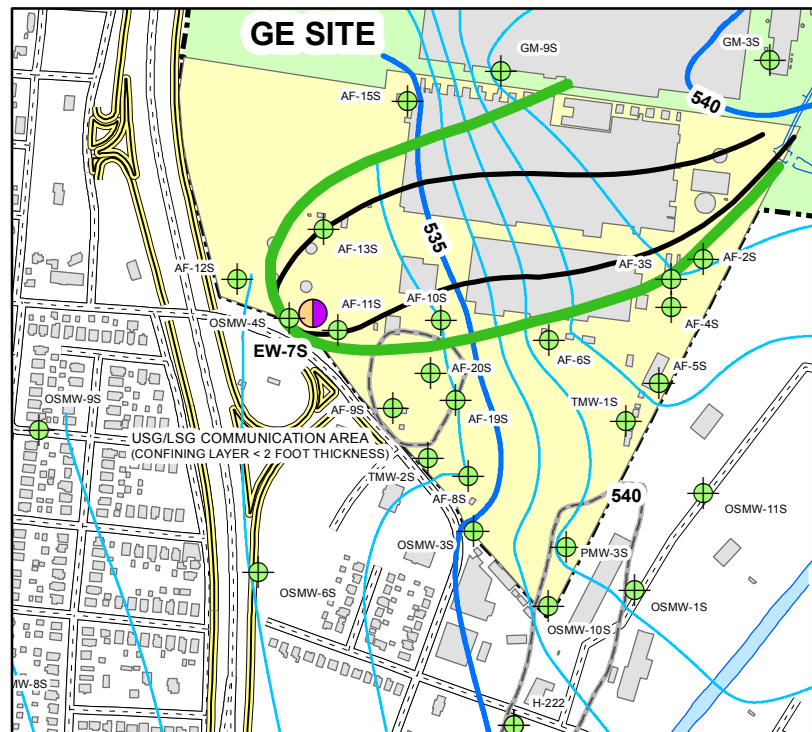 GE SITE
GM-9S
GM-3S
AF-15S
540
535
AF-13S
AF-12S
AF-3S
AF-2S
AF-10S
AF-11S
OSMW-4S
AF-4S
EW-7S
AF-6S
AF-20S
AF-5S
OSMW-9S
AF-9S
AF-19S
TMW-1S
USG/LSG COMMUNICATION AREA
(CONFINING LAYER < 2 FOOT THICKNESS)
TMW-2S
AF-8S
540
OSMW-11S
OSMW-3S
PMW-3S
OSMW-6S
OSMW-1S
OSMW-10S
MW-8S
H-222